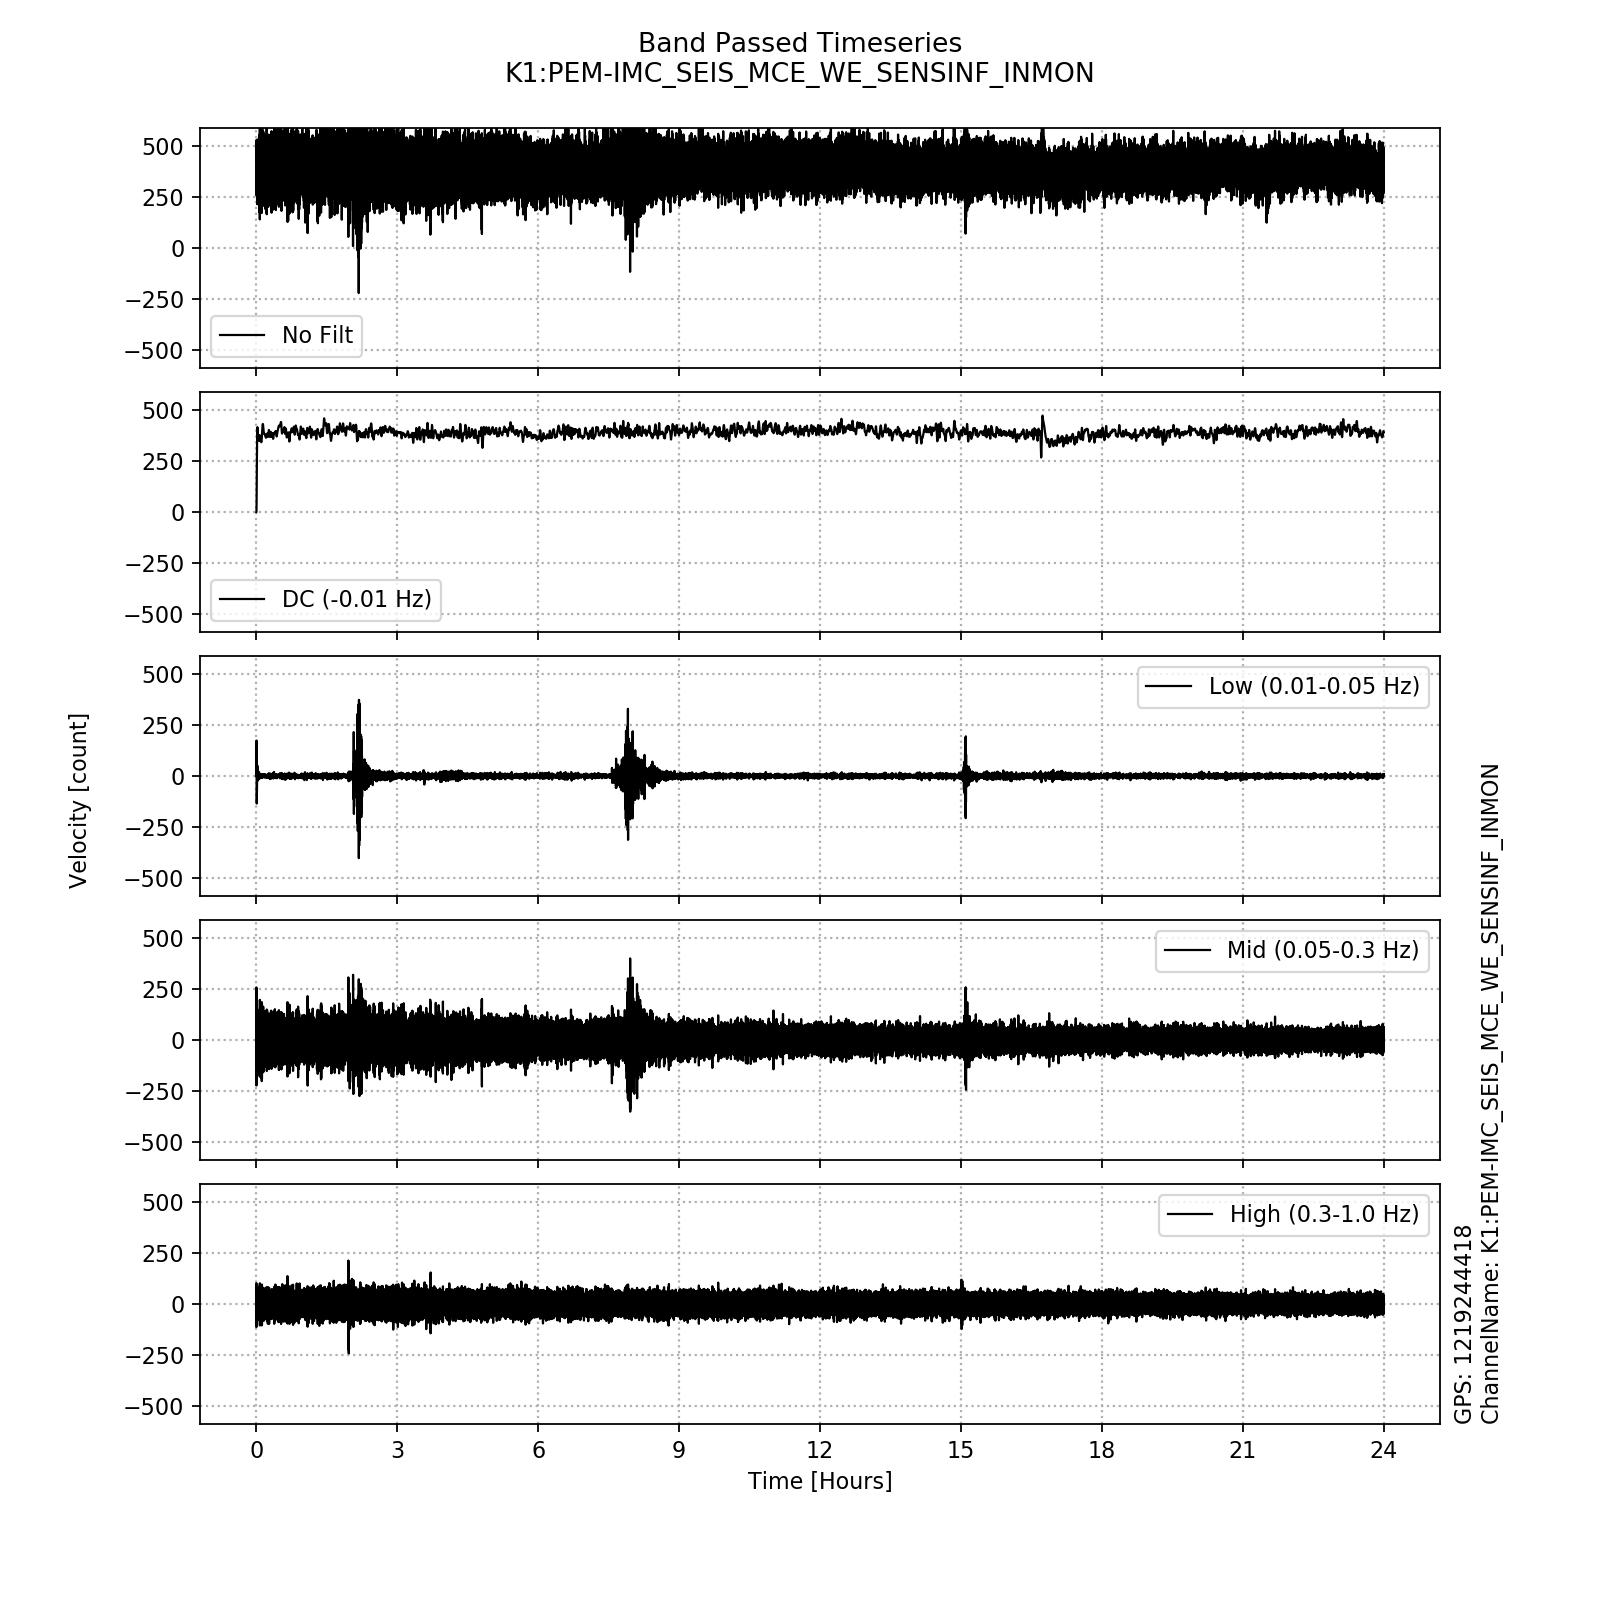 Band Passed Timeseries
K1:PEM-IMC_SEIS_MCE_WE_SENSINF_INMON
500
250
0
−250
−500
No Filt
500
250
0
−250
−500
DC (-0.01 Hz)
500
250
0
−250
−500
Low (0.01-0.05 Hz)
Velocity [count]
500
250
0
−250
−500
Mid (0.05-0.3 Hz)
500
250
0
−250
−500
High (0.3-1.0 Hz)
0 3 6 9 12 15 18 21 24
Time [Hours]
GPS: 1219244418
ChannelName: K1:PEM-IMC_SEIS_MCE_WE_SENSINF_INMON